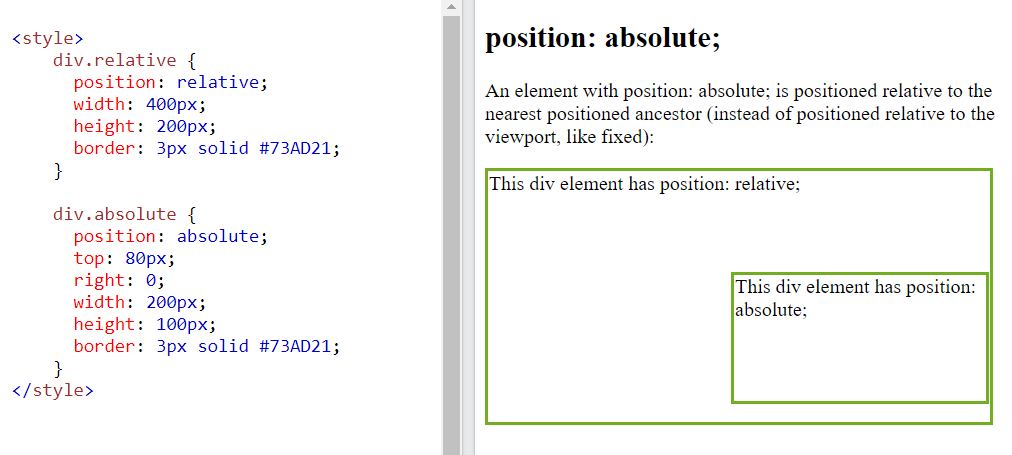 <style>
div.relative {
position: relative;
width: 400px;
height: 200px;
border: 3px solid #73AD21;
}
div.absolute {
position: absolute;
top: 80px;
right: 0;
width: 200px;
height: 100px;
border: 3px solid #73AD21;
}
</style>
position: absolute;
An element with position: absolute; is positioned relative to the
nearest positioned ancestor (instead of positioned relative to the
viewport, like fixed):
This div element has position: relative;
This div element has position:
absolute;